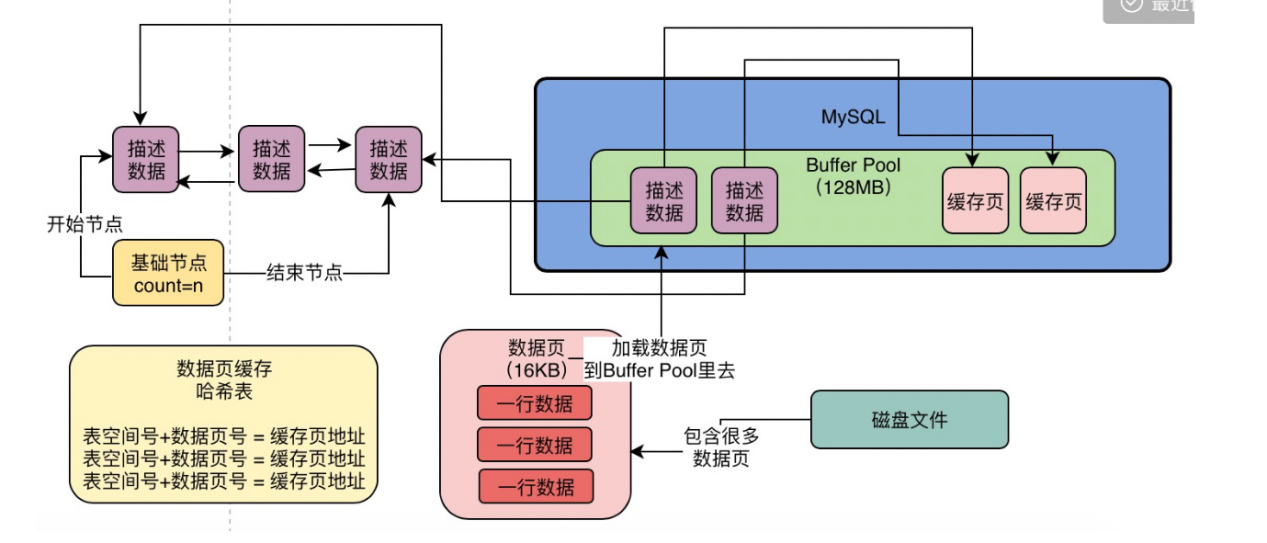 最近
MySQL
Buffer Pool
(128MB)
描述
数据
描述
数据
描述
数据
描述
数据
描述
数据
缓存页
缓存页
开始节点
基础节点
count=n
结束节点
数据页缓存
哈希表
表空间号+数据页号 = 缓存页地址
表空间号+数据页号 = 缓存页地址
表空间号+数据页号 = 缓存页地址
数据页
(16KB)
加载数据页
到Buffer Pool里去
一行数据
一行数据
一行数据
包含很多
数据页
磁盘文件